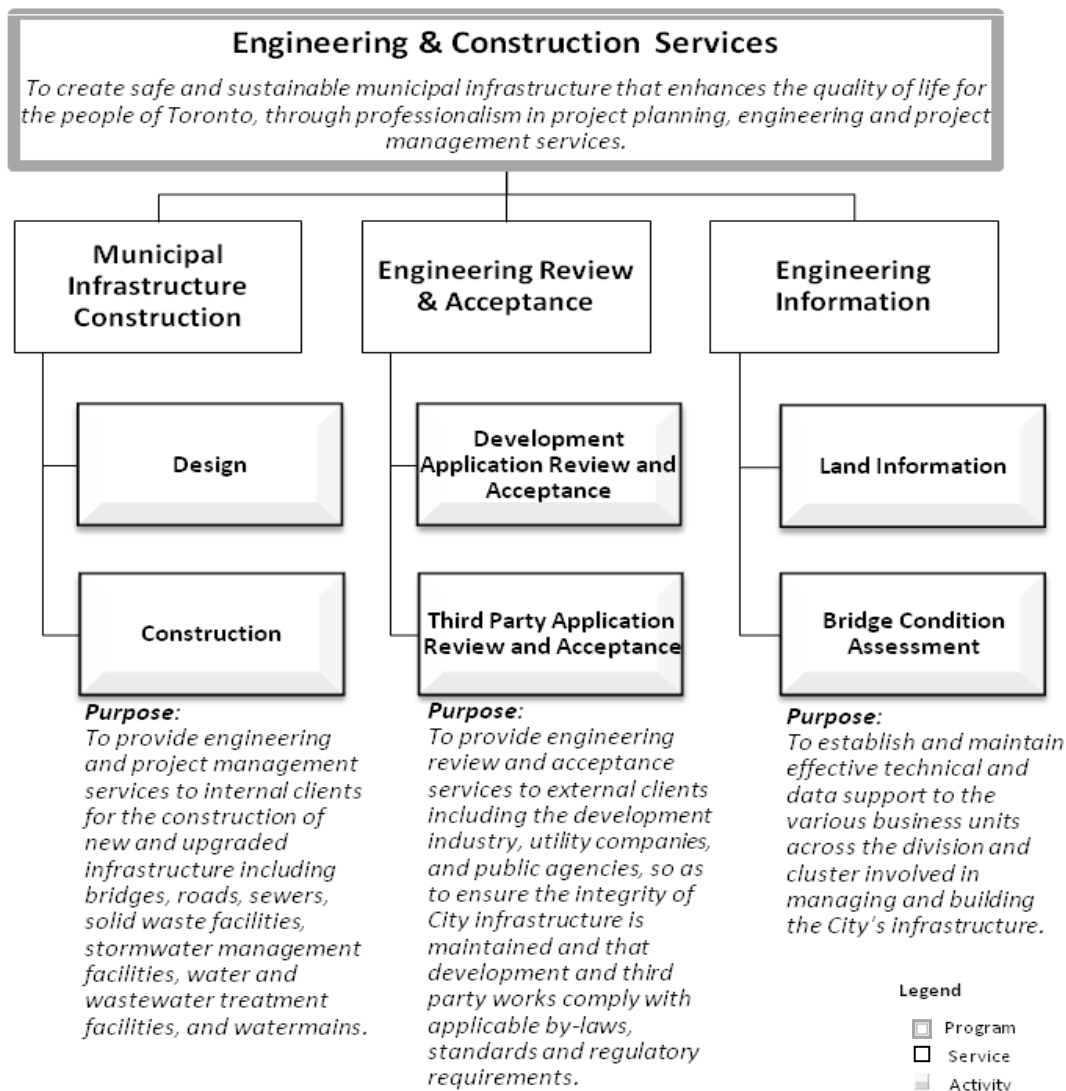 Engineering & Construction Services
To create safe and sustainable municipal infrastructure that enhances the quality of life for
the people of Toronto, through professionalism in project planning, engineering and project
management services.
Municipal
Infrastructure
Construction
Design
Construction
Purpose:
To provide engineering
and project management
services to internal clients
for the construction of
new and upgraded
infrastructure including
bridges, roads, sewers,
solid waste facilities,
stormwater management
facilities, water and
wastewater treatment
facilities, and watermains.
Engineering Review
& Acceptance
Development
Application Review and
Acceptance
Third Party Application
Review and Acceptance
Purpose:
To provide engineering
review and acceptance
services to external clients
including the development
industry, utility companies,
and public agencies, so as
to ensure the integrity of
City infrastructure is
maintained and that
development and third
party works comply with
applicable by-laws,
standards and regulatory
requirements.
Engineering
Information
Land Information
Bridge Condition
Assessment
Purpose:
To establish and maintain
effective technical and
data support to the
various business units
across the division and
cluster involved in
managing and building
the City's infrastructure.
Legend
Program
Service
Activity